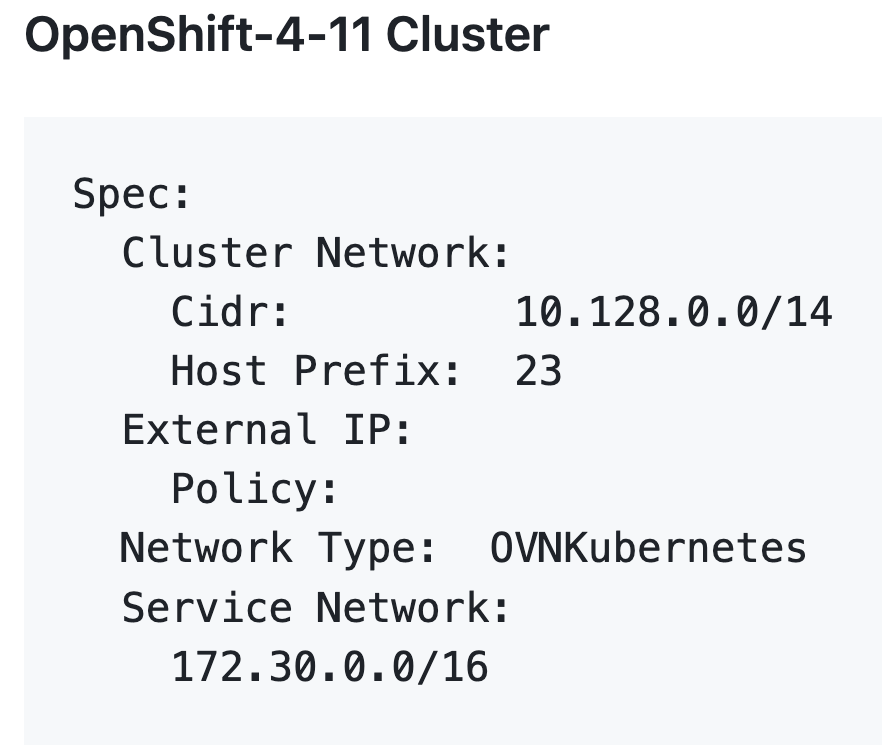 OpenShift-4-11 Cluster
Spec:
  Cluster Network:
    Cidr:         10.128.0.0/14
    Host Prefix:  23
  External IP:
    Policy:
  Network Type:  OVNKubernetes
  Service Network:
    172.30.0.0/16